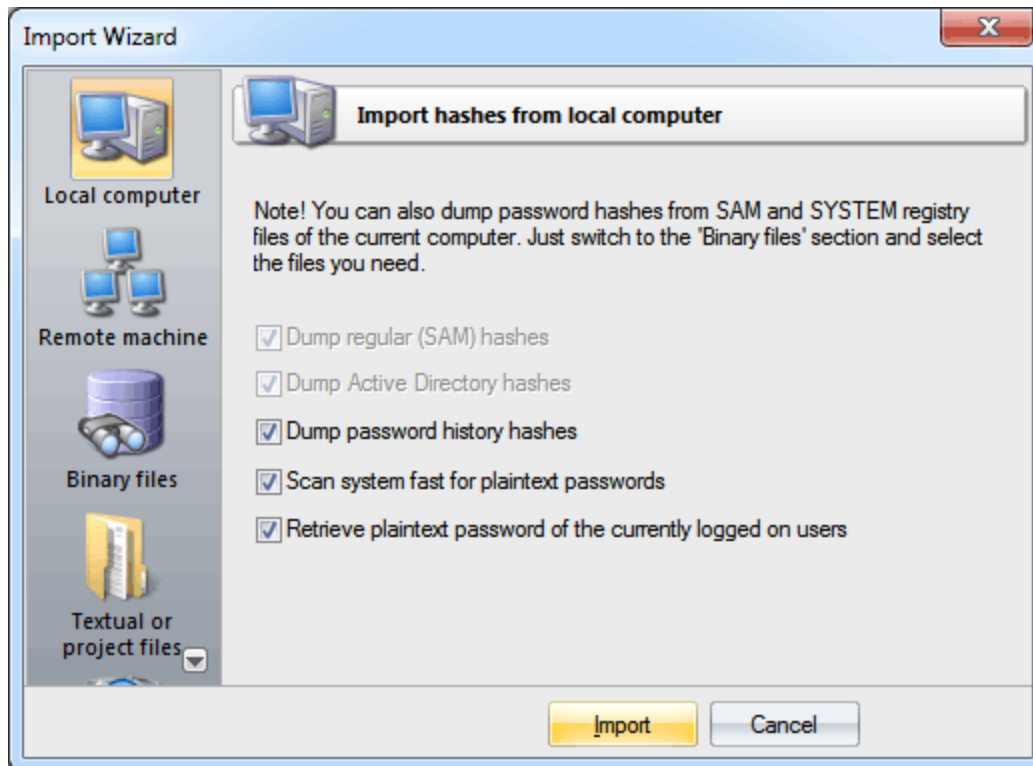 Import Wizard
Local computer
Remote machine
Binary files
Textual or
project files
Import hashes from local computer
Note! You can also dump password hashes from SAM and SYSTEM registry
files of the current computer. Just switch to the 'Binary files' section and select
the files you need.
Dump regular (SAM) hashes
Dump Active Directory hashes
Dump password history hashes
Scan system fast for plaintext passwords
Retrieve plaintext password of the currently logged on users
Import
Cancel